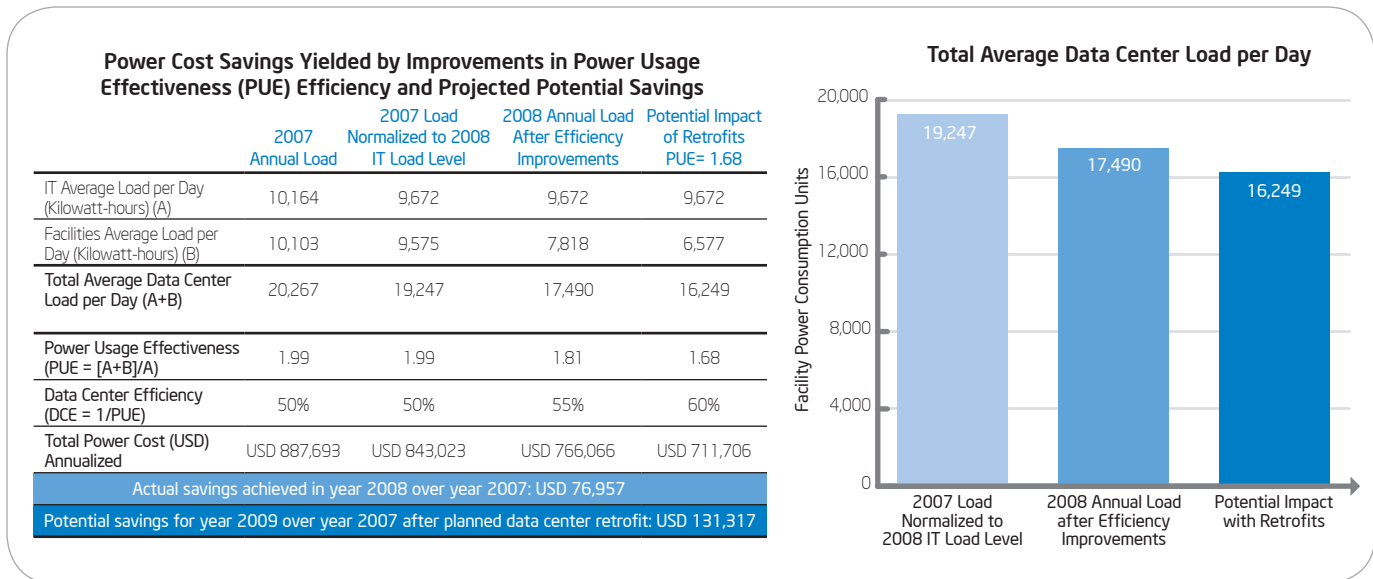 Power Cost Savings Yielded by Improvements in Power Usage
Effectiveness (PUE) Efficiency and Projected Potential Savings
2007
Annual Load
2007 Load
Normalized to 2008
IT Load Level
2008 Annual Load
After Efficiency
Improvements
Potential Impact
of Retrofits
PUE= 1.68
IT Average Load per Day
(Kilowatt-hours) (A)
10,164
9,672
9,672
9,672
Facilities Average Load per
Day (Kilowatt-hours) (B)
10,103
9,575
7,818
6,577
Total Average Data Center
Load per Day (A+B)
20,267
19,247
17,490
16,249
Power Usage Effectiveness
(PUE = [A+B]/A)
1.99
1.99
1.81
1.68
Data Center Efficiency
(DCE = 1/PUE)
50%
50%
55%
60%
Total Power Cost (USD)
Annualized
USD 887,693
USD 843,023
USD 766,066
USD 711,706
Actual savings achieved in year 2008 over year 2007: USD 76,957
Potential savings for year 2009 over year 2007 after planned data center retrofit: USD 131,317
Total Average Data Center Load per Day
Facility Power Consumption Units
20,000
16,000
12,000
8,000
4,000
0
19,247
17,490
16,249
2007 Load
Normalized to
2008 IT Load Level
2008 Annual Load
after Efficiency
Improvements
Potential Impact
with Retrofits